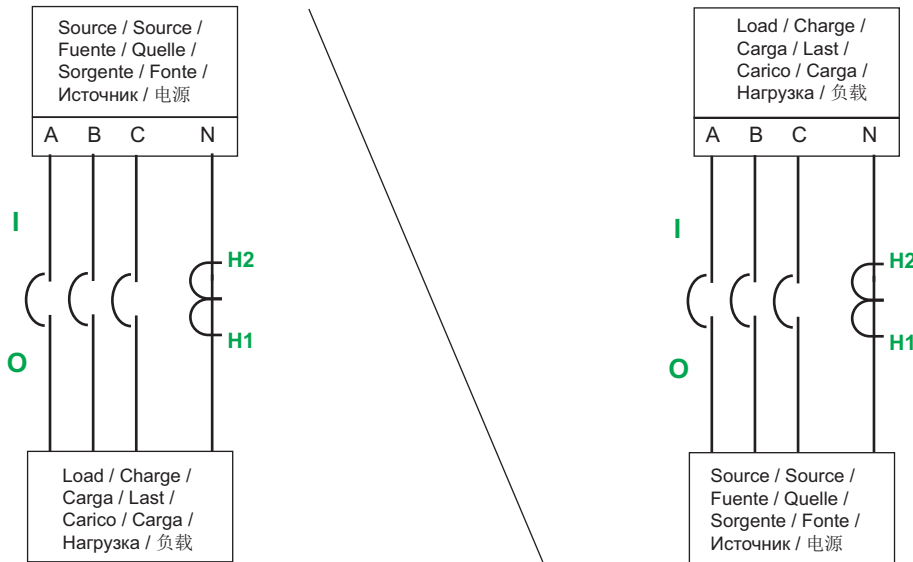 Source / Source /
Fuente / Quelle /
Sorgente / Fonte /
Источник / 电源
A B C N
I
H2
H1
O
Load / Charge /
Carga / Last /
Carico / Carga /
Нагрузка / 负载
Load / Charge /
Carga / Last /
Carico / Carga /
Нагрузка / 负载
A B C N
I
H2
H1
O
Source / Source /
Fuente / Quelle /
Sorgente / Fonte /
Источник / 电源